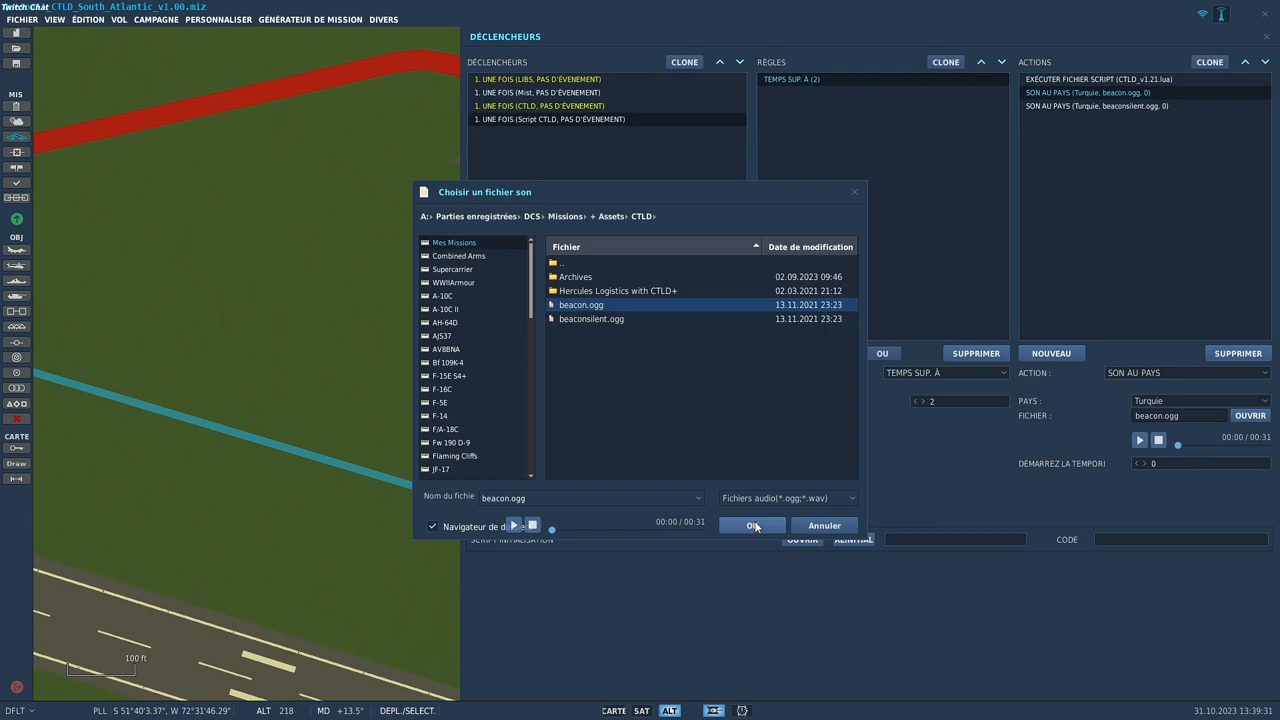 Twitch Chat
CTLD_South_Atlantic_v1.00.miz
FICHIER VIEW ÉDITION VOL CAMPAGNE PERSONNALISER GÉNÉRATEUR DE MISSION DIVERS
DÉCLENCHEURS
DÉCLENCHEURS CLONE
RÈGLES CLONE
ACTIONS CLONE
1. UNE FOIS (LIBS, PAS D'ÉVENEMENT)
1. UNE FOIS (Mist, PAS D'ÉVENEMENT)
1. UNE FOIS (CTLD, PAS D'ÉVENEMENT)
1. UNE FOIS (Script CTLD, PAS D'ÉVENEMENT)
TEMPS SUP. À (2)
EXÉCUTER FICHIER SCRIPT (CTLD_v1.21.lua)
SON AU PAYS (Turquie, beacon.ogg, 0)
SON AU PAYS (Turquie, beaconsilent.ogg, 0)
MIS
OBJ
CARTE
Draw
Choisir un fichier son
A: Parties enregistrées DCS Missions + Assets CTLD
Mes Missions
Combined Arms
Supercarrier
WWIIArmour
A-10C
A-10C II
AH-64D
AJS37
AV8BNA
Bf 109K-4
F-15E S4+
F-16C
F-5E
F-14
F/A-18C
Fw 190 D-9
Flaming Cliffs
JF-17
Fichier Date de modification
..
Archives 02.09.2023 09:46
Hercules Logistics with CTLD+ 02.03.2021 21:12
beacon.ogg 13.11.2021 23:23
beaconsilent.ogg 13.11.2021 23:23
Nom du fichie beacon.ogg Fichiers audio(*.ogg;*.wav)
Navigateur de 00:00 / 00:31 Annuler
OU SUPPRIMER
TEMPS SUP. À
2
NOUVEAU SUPPRIMER
ACTION : SON AU PAYS
PAYS : Turquie
FICHIER : beacon.ogg OUVRIR
00:00 / 00:31
DÉMARREZ LA TEMPORI 0
SCRIPT INITIALISATION OUVRIR REINITIAL CODE
100 ft
DFLT PLL S 51°40'3.37", W 72°31'46.29" ALT 218 MD +13.5° DEPL./SELECT. CARTE SAT ALT 31.10.2023 13:39:31